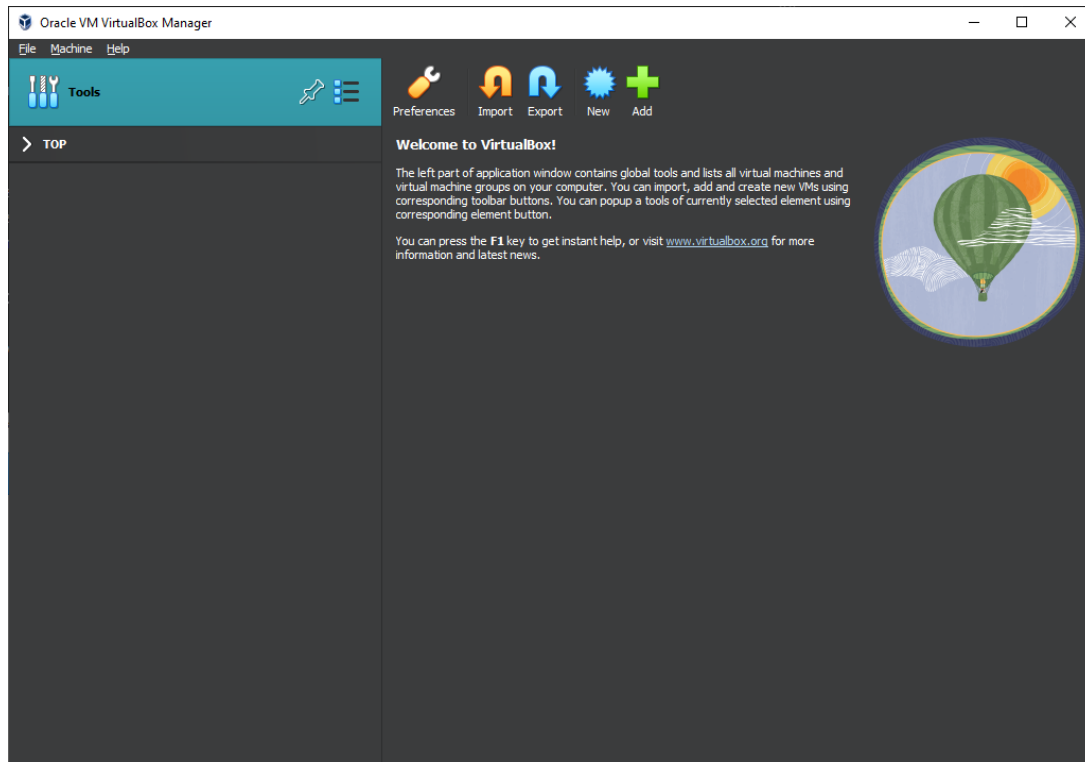 Oracle VM VirtualBox Manager
File Machine Help
Tools
TOP
Preferences Import Export New Add
Welcome to VirtualBox!
The left part of application window contains global tools and lists all virtual machines and
virtual machine groups on your computer. You can import, add and create new VMs using
corresponding toolbar buttons. You can popup a tools of currently selected element using
corresponding element button.
You can press the F1 key to get instant help, or visit www.virtualbox.org for more
information and latest news.